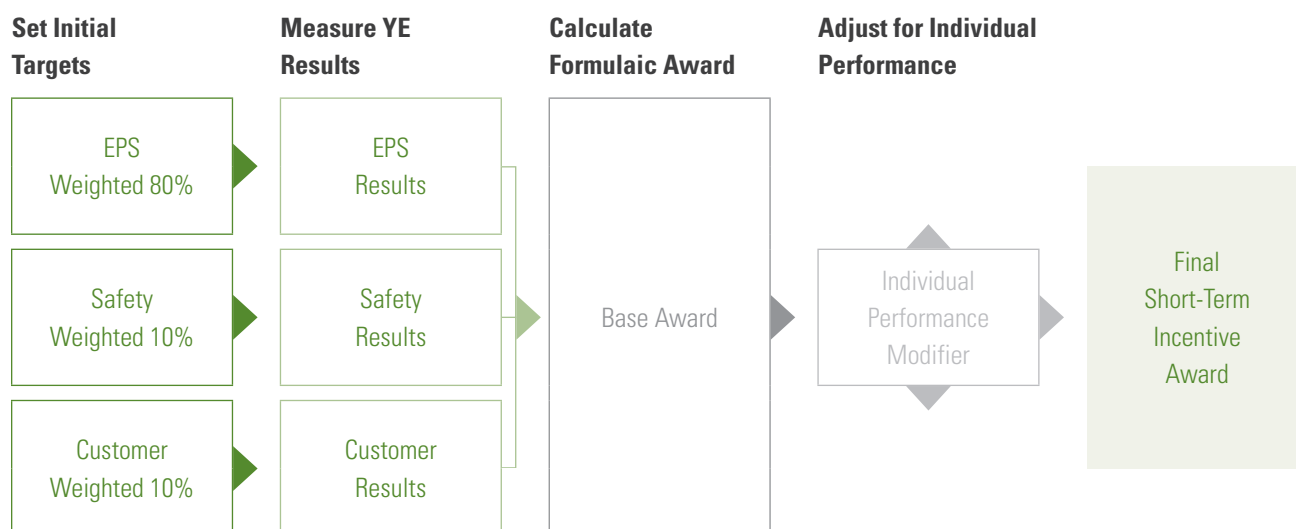 Set Initial
Targets
Measure YE
Results
Calculate
Formulaic Award
Adjust for Individual
Performance
EPS
Weighted 80%
EPS
Results
Safety
Weighted 10%
Safety
Results
Customer
Weighted 10%
Customer
Results
Base Award
Individual
Performance
Modifier
Final
Short-Term
Incentive
Award